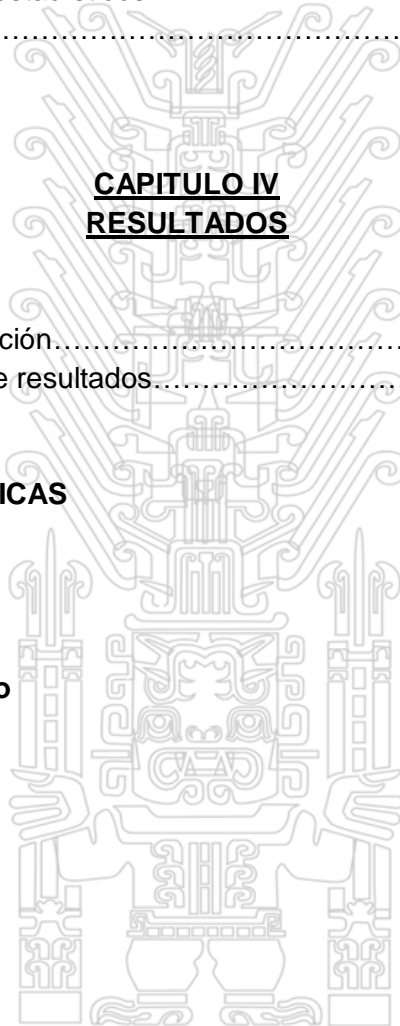 CAPITULO IV
RESULTADOS
ción……………………………
e resultados…………………
ICAS
o